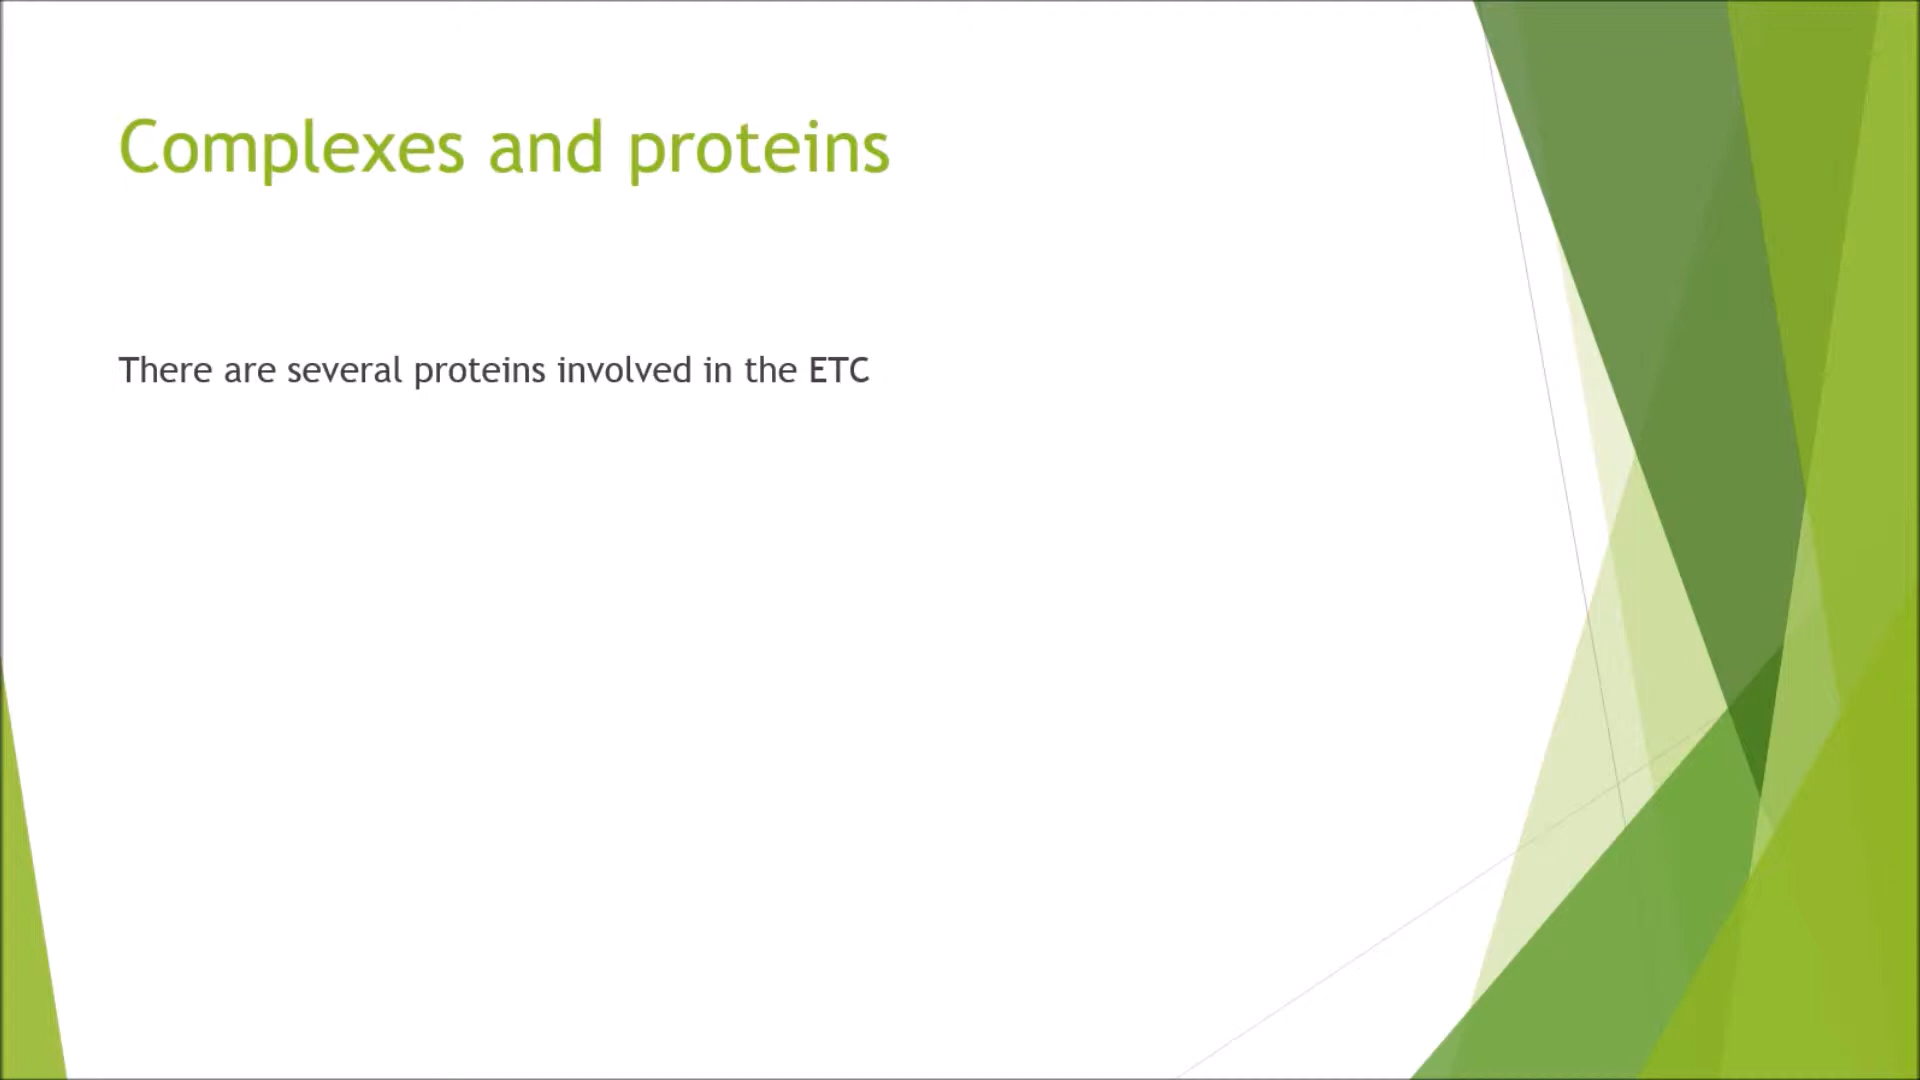 Complexes and proteins
There are several proteins involved in the ETC